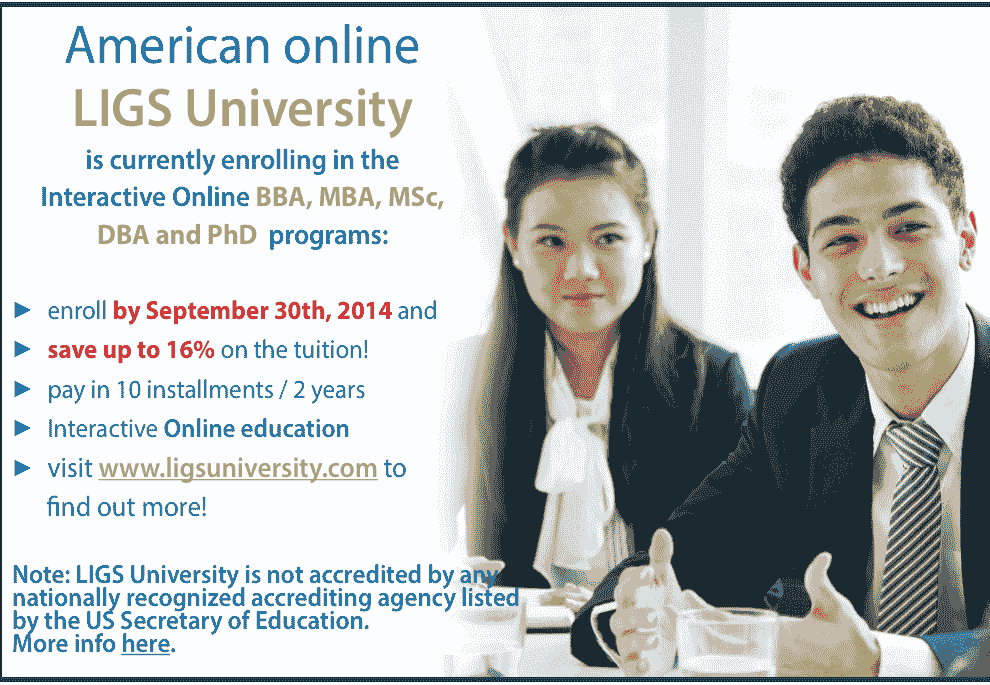 American online
LIGS University
is currently enrolling in the
Interactive Online BBA, MBA, MSc,
DBA and PhD programs:
► enroll by September 30th, 2014 and
► save up to 16% on the tuition!
► pay in 10 installments / 2 years
► Interactive Online education
► visit www.ligsuniversity.com to
find out more!
Note: LIGS University is not accredited by any
nationally recognized accrediting agency listed
by the US Secretary of Education.
More info here.